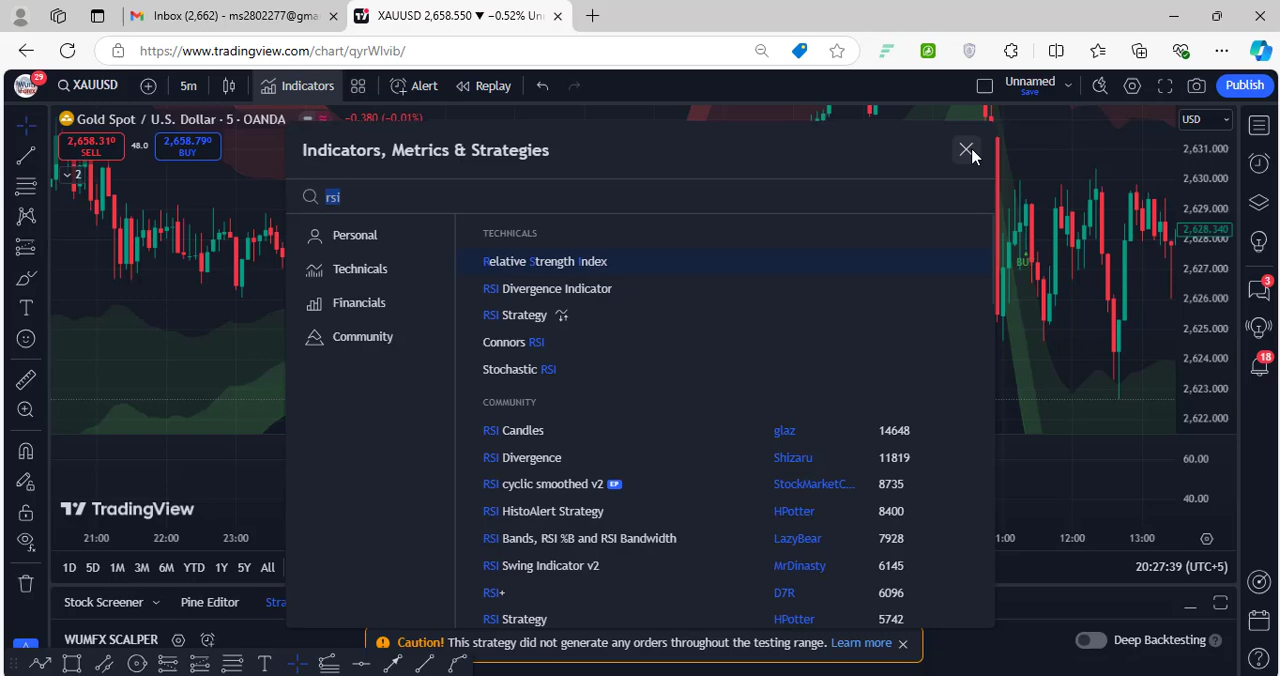 Inbox (2,662) - ms2802277@gma
XAUUSD 2,658.550 ▼ −0.52% Un
https://www.tradingview.com/chart/qyrWIvib/
29
XAUUSD
5m
Indicators
Alert
Replay
Unnamed
Save
Publish
Gold Spot / U.S. Dollar · 5 · OANDA
−0.380 (−0.01%)
USD
2,658.310
SELL
48.0
2,658.790
BUY
2
Indicators, Metrics & Strategies
rsi
Personal
Technicals
Financials
Community
TECHNICALS
Relative Strength Index
RSI Divergence Indicator
RSI Strategy
Connors RSI
Stochastic RSI
COMMUNITY
RSI Candles glaz 14648
RSI Divergence Shizaru 11819
RSI cyclic smoothed v2 EP StockMarketC... 8735
RSI HistoAlert Strategy HPotter 8400
RSI Bands, RSI %B and RSI Bandwidth LazyBear 7928
RSI Swing Indicator v2 MrDinasty 6145
RSI+ D7R 6096
RSI Strategy HPotter 5742
2,631.000
2,630.000
2,629.000
2,628.340
2,628.000
2,627.000
2,626.000
2,625.000
2,624.000
2,623.000
2,622.000
60.00
40.00
3
18
TradingView
21:00 22:00 23:00 1:00 12:00 13:00
1D 5D 1M 3M 6M YTD 1Y 5Y All
20:27:39 (UTC+5)
Stock Screener Pine Editor Stra
WUMFX SCALPER
Caution! This strategy did not generate any orders throughout the testing range. Learn more
Deep Backtesting